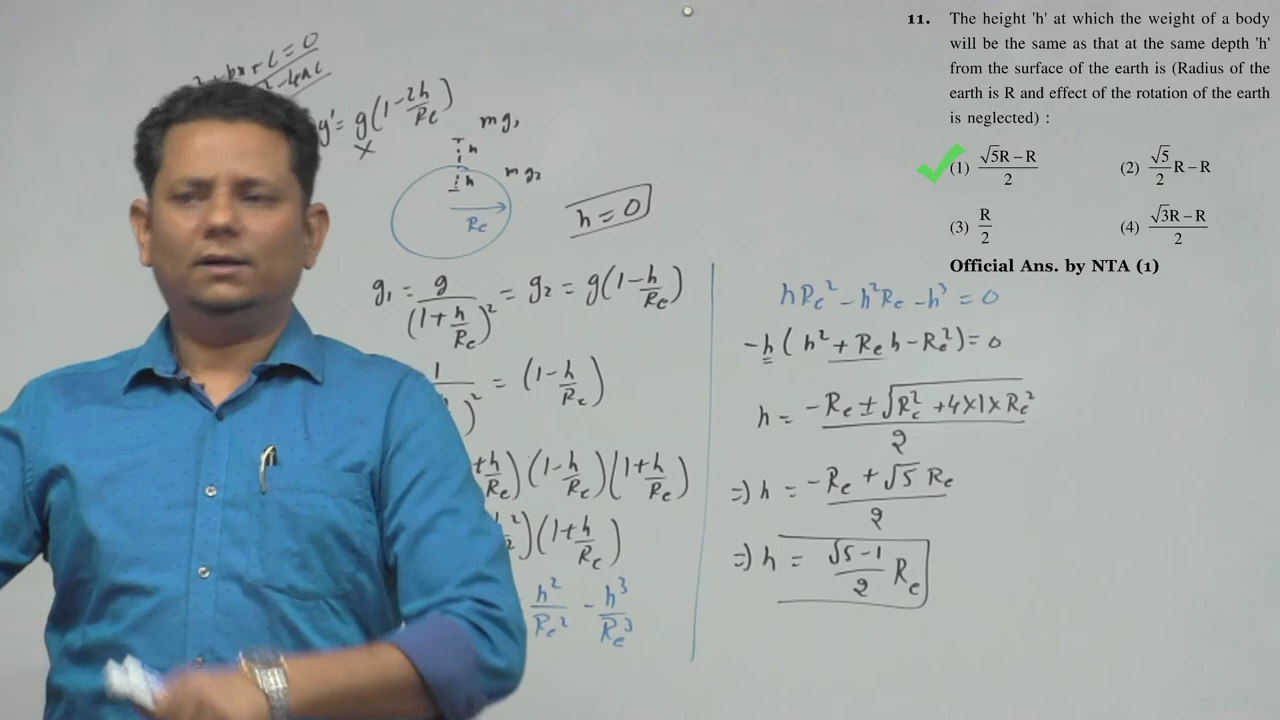 11. The height 'h' at which the weight of a body
will be the same as that at the same depth 'h'
from the surface of the earth is (Radius of the
earth is R and effect of the rotation of the earth
is neglected) :
(1) (√5R – R)/2 (2) (√5/2)R – R
(3) R/2 (4) (√3R – R)/2
Official Ans. by NTA (1)
+ bx + c = 0
g' = g(1 - 2h/Re)
x
mg₁
h
h
mg₂
Re
h = 0
g₁ = g/(1 + h/Re)² = g₂ = g(1 - h/Re)
1 = (1 - h/Re)
h/Re)(1 - h/Re)(1 + h/Re)
)(1 + h/Re)
h²/Re² - h³/Re³
hRe² - h²Re - h³ = 0
-h(h² + Re h - Re²) = 0
h = (-Re ± √(Re² + 4×1×Re²))/2
⇒ h = (-Re + √5 Re)/2
⇒ h = (√5 - 1)/2 Re